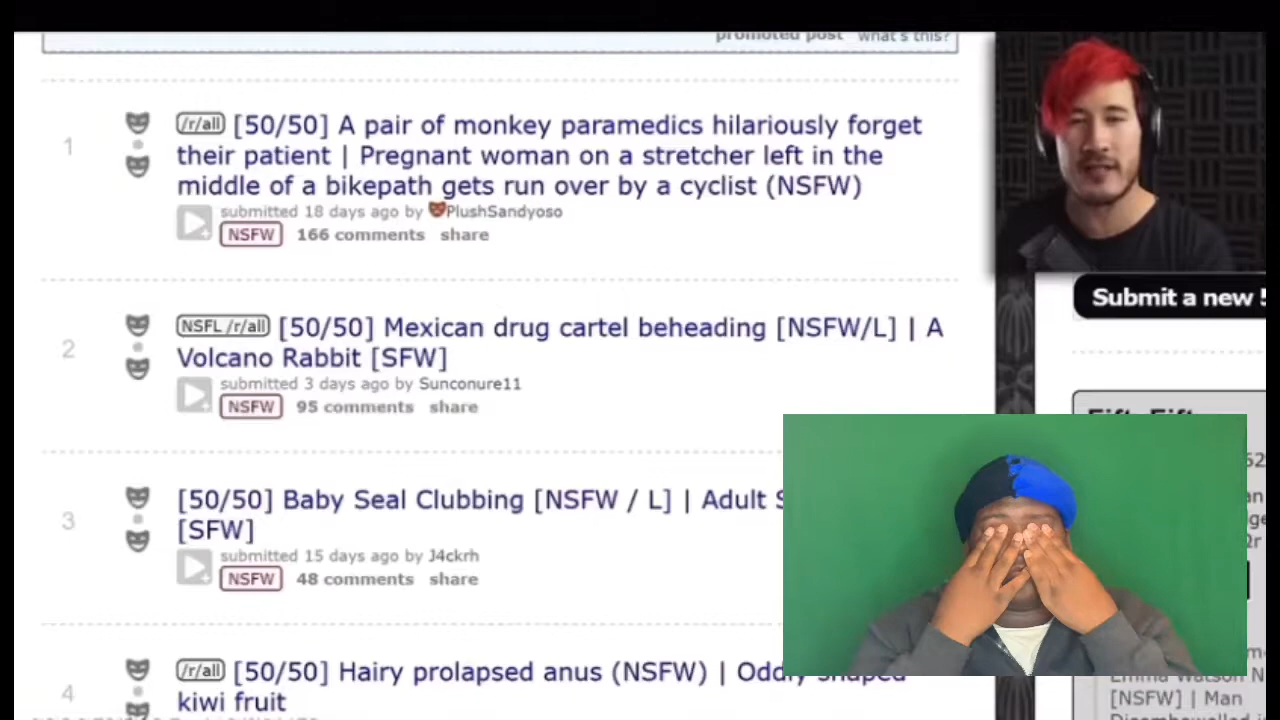 promoted post what's this?
1
/r/all [50/50] A pair of monkey paramedics hilariously forget
their patient | Pregnant woman on a stretcher left in the
middle of a bikepath gets run over by a cyclist (NSFW)
submitted 18 days ago by PlushSandyoso
NSFW 166 comments share
2
NSFL /r/all [50/50] Mexican drug cartel beheading [NSFW/L] | A
Volcano Rabbit [SFW]
submitted 3 days ago by Sunconure11
NSFW 95 comments share
3
[50/50] Baby Seal Clubbing [NSFW / L] | Adult S
[SFW]
submitted 15 days ago by J4ckrh
NSFW 48 comments share
4
/r/all [50/50] Hairy prolapsed anus (NSFW) | Oddly shaped
kiwi fruit
Submit a new 5
Emma Watson N
[NSFW] | Man